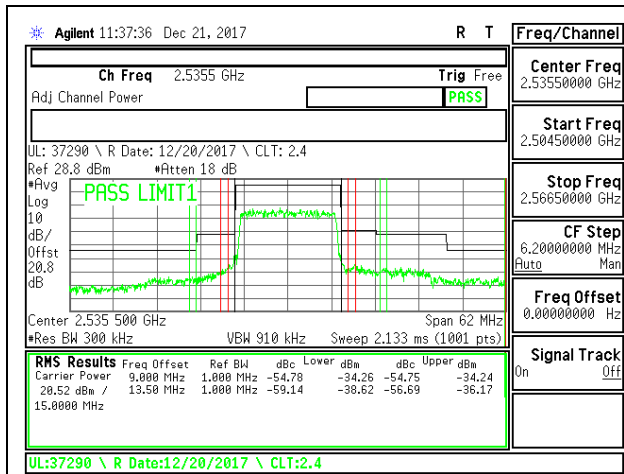 Agilent 11:37:36 Dec 21, 2017 R T
Ch Freq 2.5355 GHz Trig Free
Adj Channel Power PASS
UL: 37290 \ R Date: 12/20/2017 \ CLT: 2.4
Ref 28.8 dBm #Atten 18 dB
#Avg
Log
10
dB/
Offst
20.8
dB
PASS LIMIT1
Center 2.535 500 GHz Span 62 MHz
#Res BW 300 kHz VBW 910 kHz Sweep 2.133 ms (1001 pts)
RMS Results Freq Offset Ref BW dBc Lower dBm dBc Upper dBm
Carrier Power 9.000 MHz 1.000 MHz -54.78 -34.26 -54.75 -34.24
20.52 dBm / 13.50 MHz 1.000 MHz -59.14 -38.62 -56.69 -36.17
15.0000 MHz
UL:37290 \ R Date:12/20/2017 \ CLT:2.4
Freq/Channel
Center Freq
2.53550000 GHz
Start Freq
2.50450000 GHz
Stop Freq
2.56650000 GHz
CF Step
6.20000000 MHz
Auto Man
Freq Offset
0.00000000 Hz
Signal Track
On Off